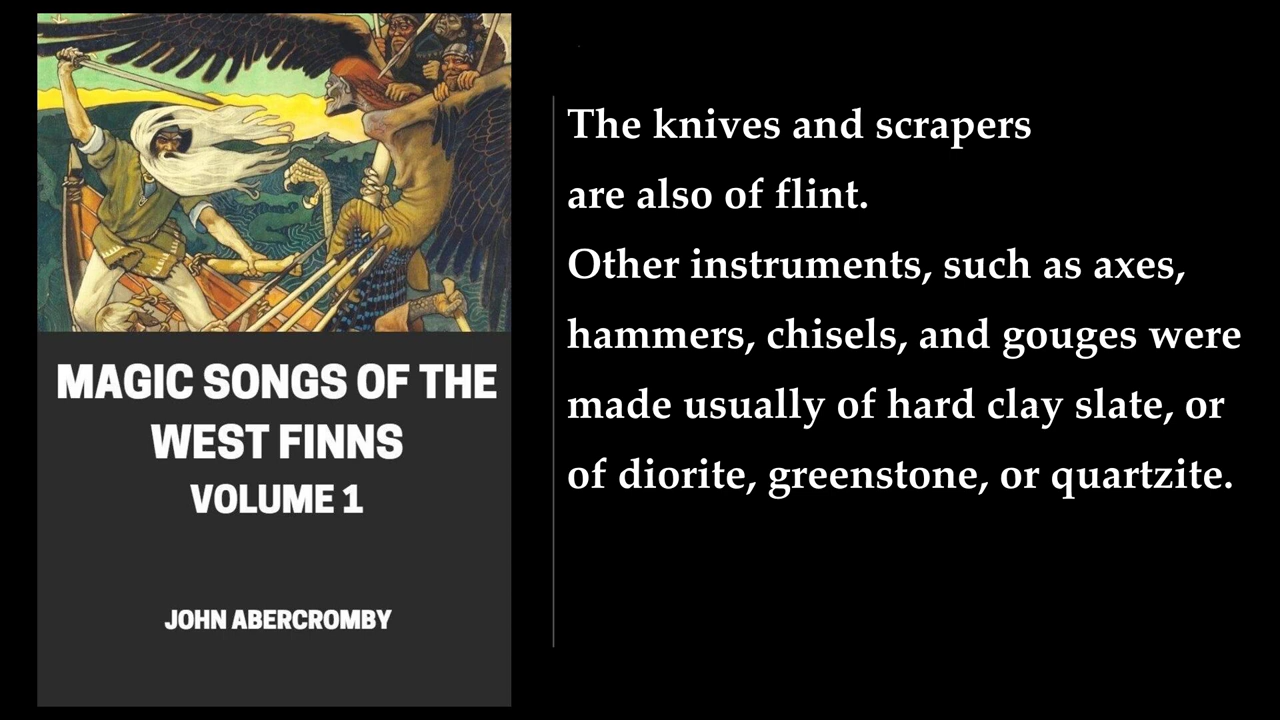 MAGIC SONGS OF THE
WEST FINNS
VOLUME 1
JOHN ABERCROMBY
The knives and scrapers
are also of flint.
Other instruments, such as axes,
hammers, chisels, and gouges were
made usually of hard clay slate, or
of diorite, greenstone, or quartzite.